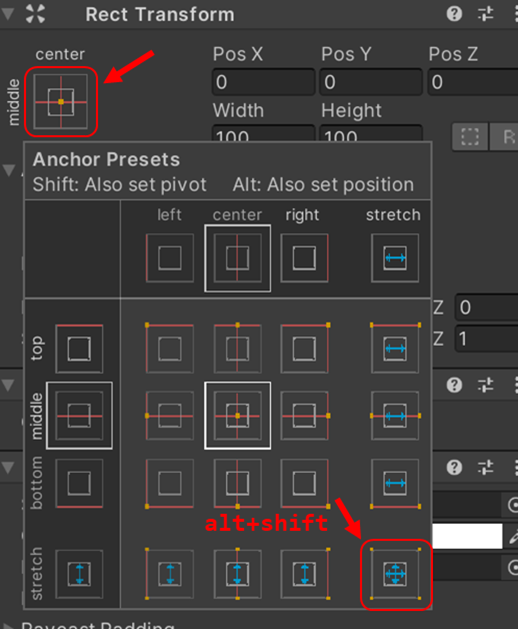 Rect Transform
center
middle
Pos X Pos Y Pos Z
0 0 0
Width Height
100 100
R
Anchor Presets
Shift: Also set pivot Alt: Also set position
left center right stretch
top
middle
bottom
stretch
alt+shift
Z 0
Z 1
Raycast Padding